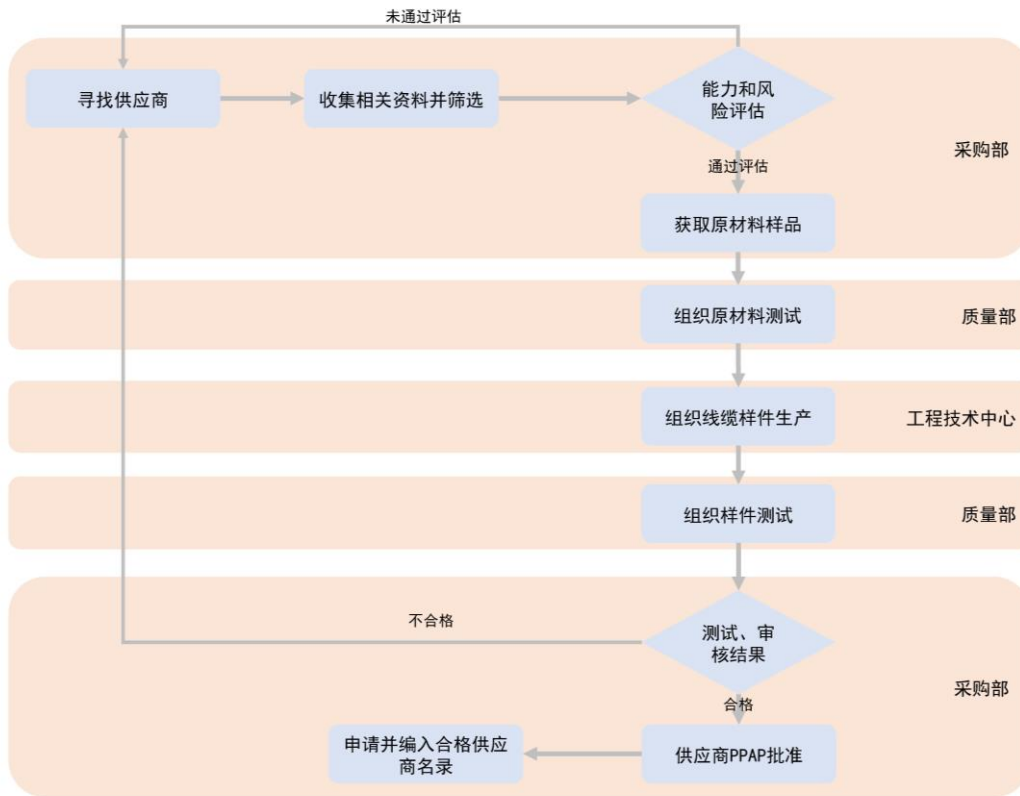 未通过评估
寻找供应商
收集相关资料并筛选
能力和风
险评估
采购部
通过评估
获取原材料样品
组织原材料测试
质量部
组织线缆样件生产
工程技术中心
组织样件测试
质量部
不合格
测试、审
核结果
采购部
合格
申请并编入合格供应
商名录
供应商PPAP批准